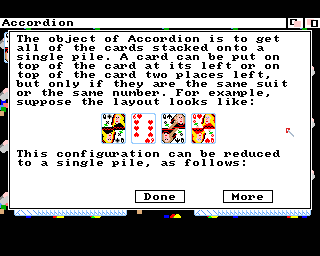 Accordion
The object of Accordion is to get
all of the cards stacked onto a
single pile. A card can be put on
top of the card at its left or on
top of the card two places left,
but only if they are the same suit
or the same number. For example,
suppose the layout looks like:
This configuration can be reduced
to a single pile, as follows:
Done More